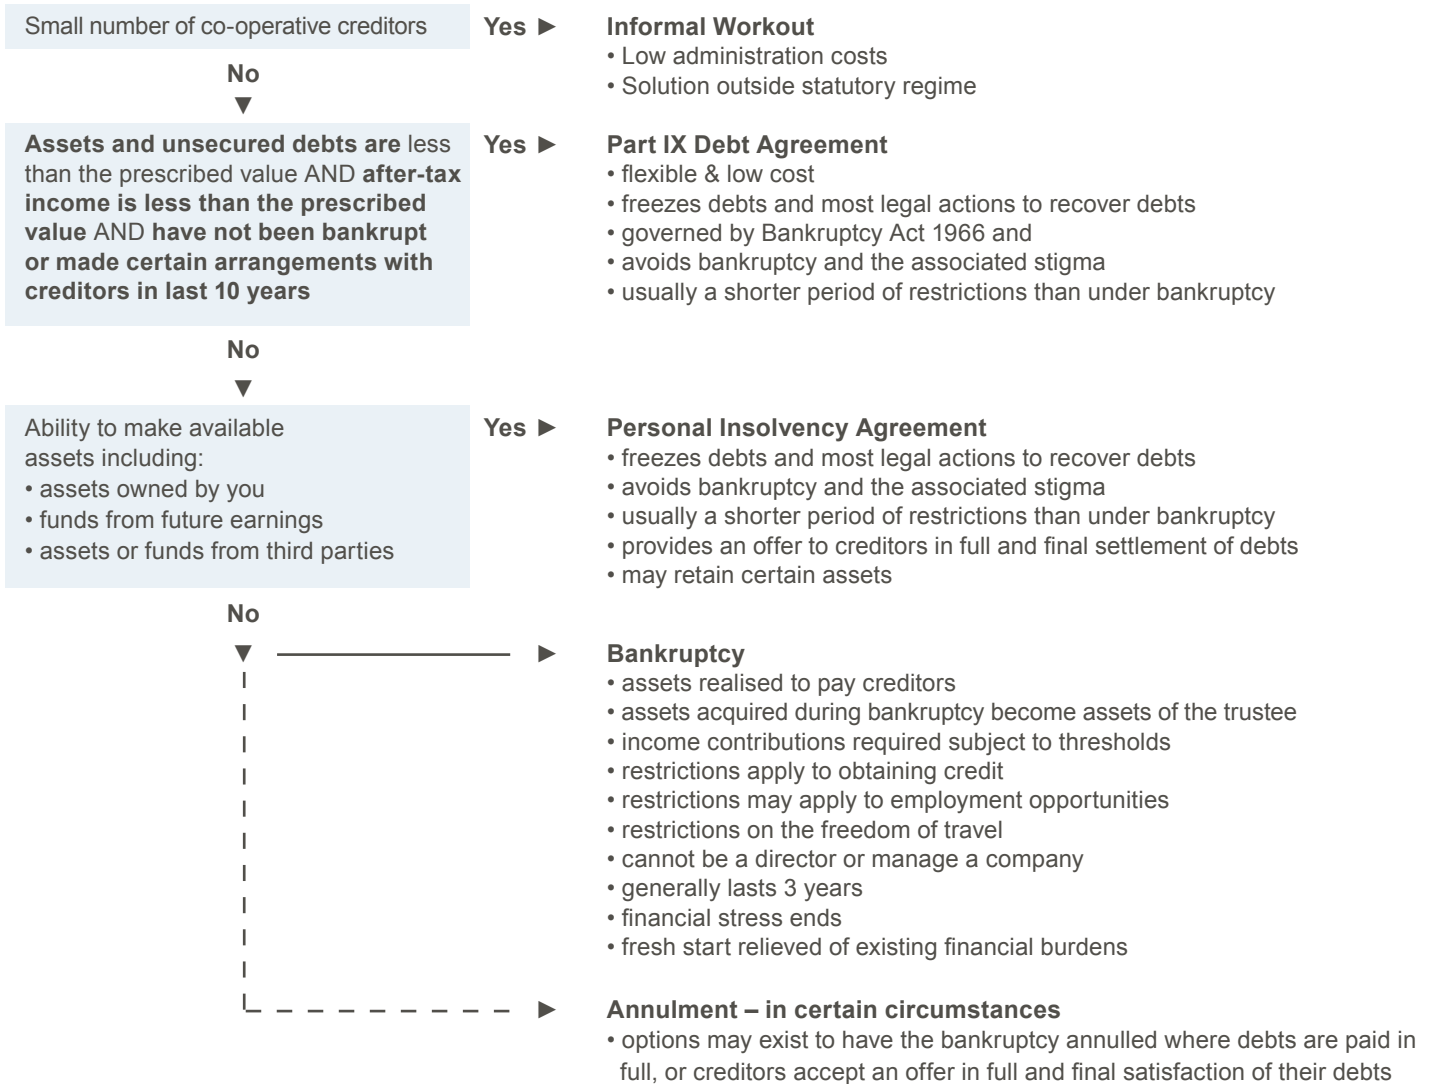 Small number of co-operative creditors
Yes ►
Informal Workout
• Low administration costs
• Solution outside statutory regime
No
▼
Assets and unsecured debts are less
than the prescribed value AND after-tax
income is less than the prescribed
value AND have not been bankrupt
or made certain arrangements with
creditors in last 10 years
Yes ►
Part IX Debt Agreement
• flexible & low cost
• freezes debts and most legal actions to recover debts
• governed by Bankruptcy Act 1966 and
• avoids bankruptcy and the associated stigma
• usually a shorter period of restrictions than under bankruptcy
No
▼
Ability to make available
assets including:
• assets owned by you
• funds from future earnings
• assets or funds from third parties
Yes ►
Personal Insolvency Agreement
• freezes debts and most legal actions to recover debts
• avoids bankruptcy and the associated stigma
• usually a shorter period of restrictions than under bankruptcy
• provides an offer to creditors in full and final settlement of debts
• may retain certain assets
No
▼
►
Bankruptcy
• assets realised to pay creditors
• assets acquired during bankruptcy become assets of the trustee
• income contributions required subject to thresholds
• restrictions apply to obtaining credit
• restrictions may apply to employment opportunities
• restrictions on the freedom of travel
• cannot be a director or manage a company
• generally lasts 3 years
• financial stress ends
• fresh start relieved of existing financial burdens
►
Annulment – in certain circumstances
• options may exist to have the bankruptcy annulled where debts are paid in
full, or creditors accept an offer in full and final satisfaction of their debts